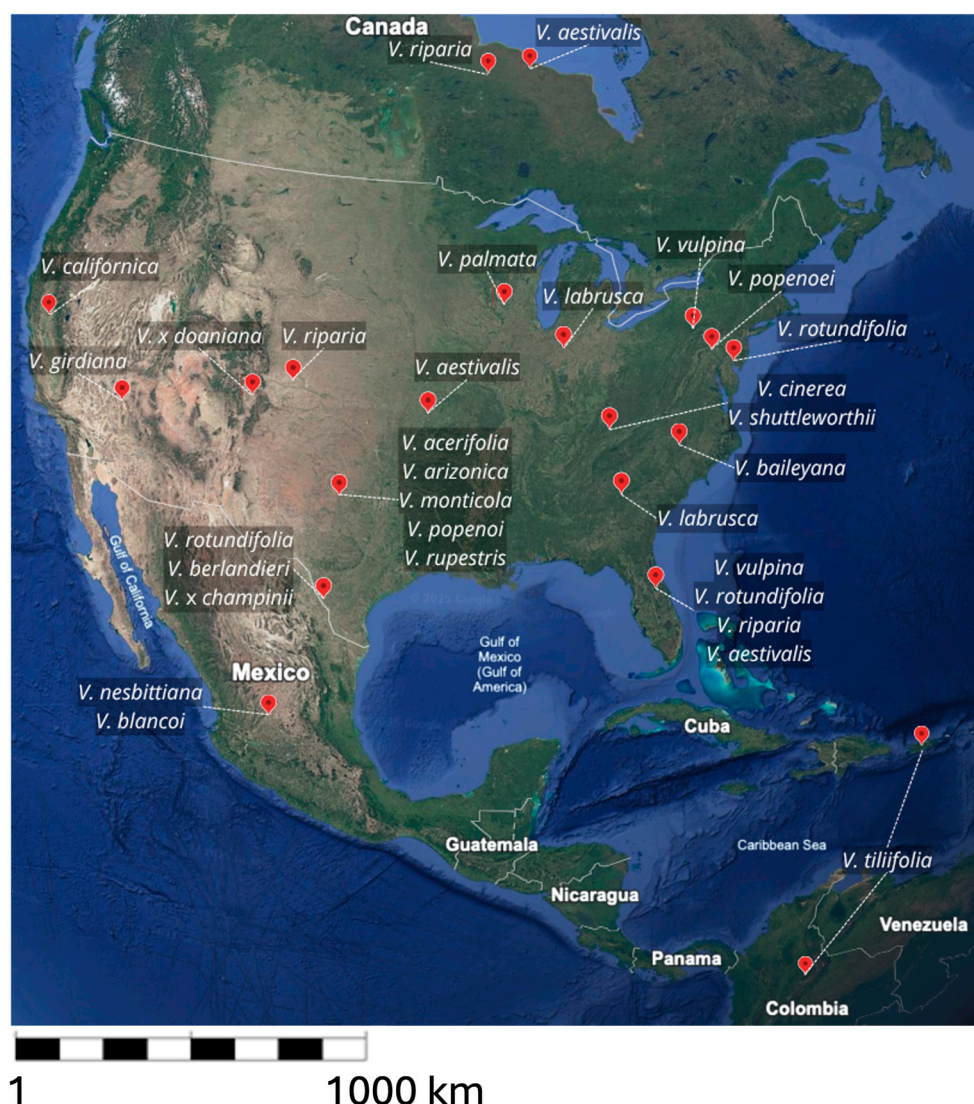 Canada
V. riparia
V. aestivalis
V. vulpina
V. palmata
V. popenoei
V. californica
V. labrusca
V. rotundifolia
V. x doaniana
V. riparia
V. girdiana
V. aestivalis
V. cinerea
V. shuttleworthii
V. acerifolia
V. arizonica
V. monticola
V. popenoi
V. rupestris
V. baileyana
V. labrusca
V. rotundifolia
V. berlandieri
V. x champinii
Gulf of California
V. vulpina
V. rotundifolia
V. riparia
V. aestivalis
Gulf of
Mexico
(Gulf of
America)
Mexico
V. nesbittiana
V. blancoi
Cuba
Guatemala
Caribbean Sea
V. tiliifolia
Nicaragua
Venezuela
Panama
Colombia
1
1000 km